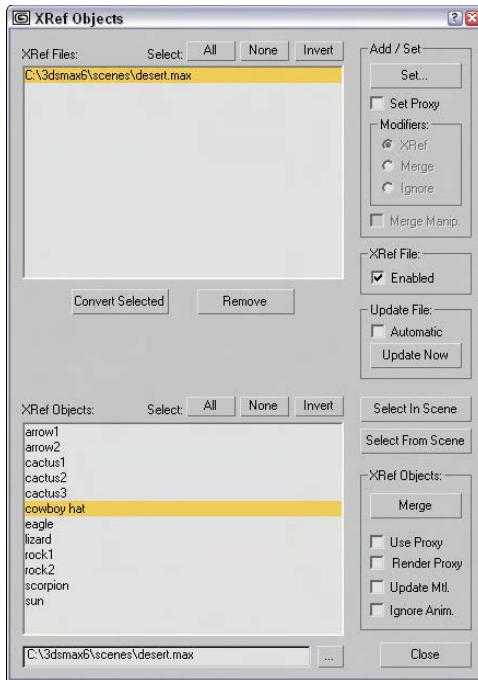 XRef Objects
XRef Files:
Select:
All
None
Invert
C:\3dsmax6\scenes\desert.max
Convert Selected
Remove
XRef Objects:
Select:
All
None
Invert
arrow1
arrow2
cactus1
cactus2
cactus3
cowboy hat
eagle
lizard
rock1
rock2
scorpion
sun
C:\3dsmax6\scenes\desert.max
...
Add / Set
Set...
Set Proxy
Modifiers:
XRef
Merge
Ignore
Merge Manip.
XRef File:
Enabled
Update File:
Automatic
Update Now
Select In Scene
Select From Scene
XRef Objects:
Merge
Use Proxy
Render Proxy
Update Mtl.
Ignore Anim.
Close